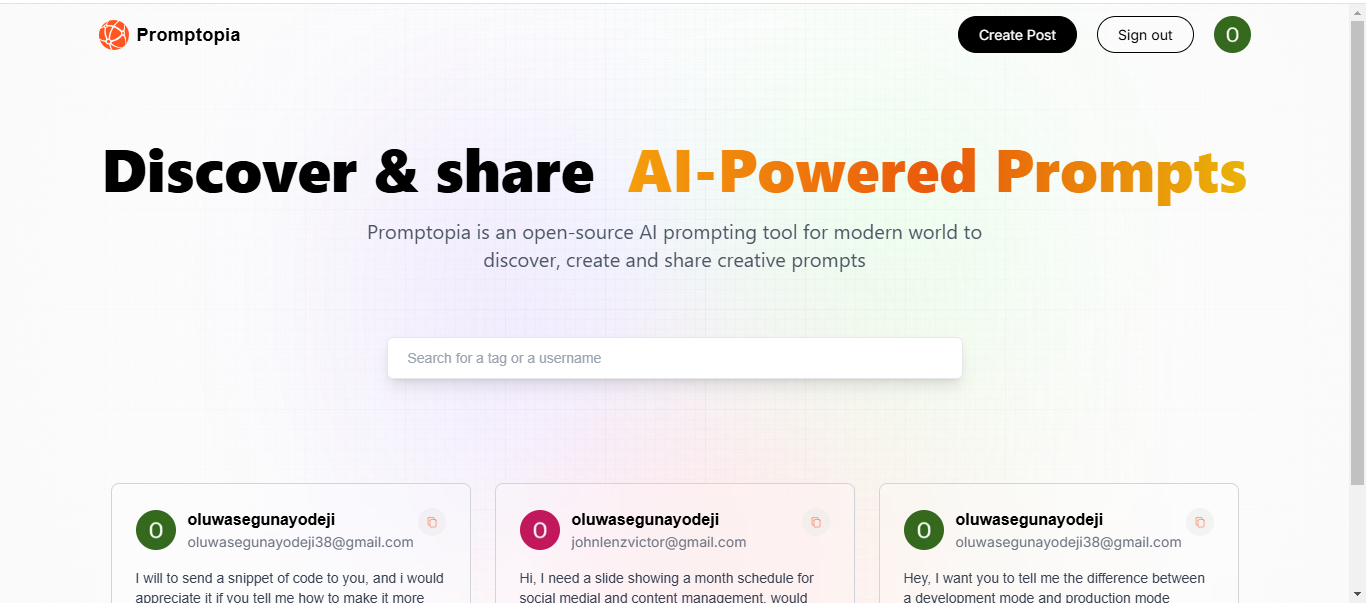 Promptopia
Create Post
Sign out
O
Discover & share AI-Powered Prompts
Promptopia is an open-source AI prompting tool for modern world to
discover, create and share creative prompts
Search for a tag or a username
O
oluwasegunayodeji
oluwasegunayodeji38@gmail.com
I will to send a snippet of code to you, and i would
appreciate it if you tell me how to make it more
O
oluwasegunayodeji
johnlenzvictor@gmail.com
Hi, I need a slide showing a month schedule for
social medial and content management, would
O
oluwasegunayodeji
oluwasegunayodeji38@gmail.com
Hey, I want you to tell me the difference between
a development mode and production mode